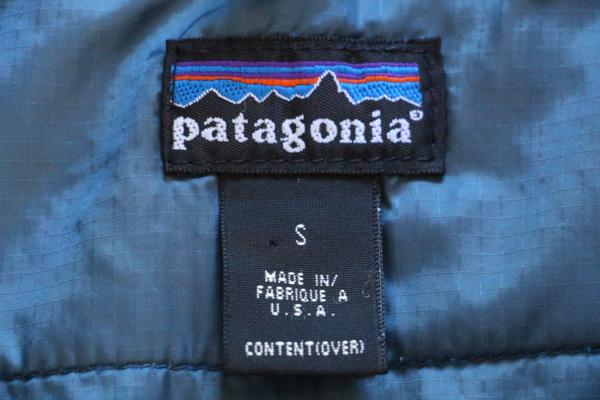 patagonia®
S
MADE IN/
FABRIQUE A
U.S.A.
CONTENT(OVER)